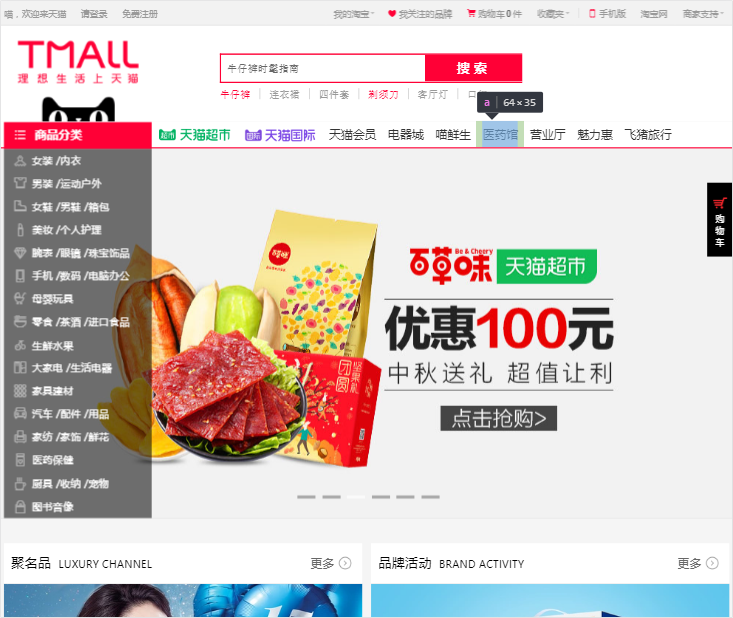 喵，欢迎来天猫 请登录 免费注册 我的淘宝 我关注的品牌 购物车0件 收藏夹 手机版 淘宝网 商家支持
TMALL
理想生活上天猫
牛仔裤时髦指南 搜索
牛仔裤 连衣裙 四件套 剃须刀 客厅灯
a 64×35
商品分类 天猫超市 天猫国际 天猫会员 电器城 喵鲜生 医药馆 营业厅 魅力惠 飞猪旅行
女装 /内衣
男装 /运动户外
女鞋 /男鞋 /箱包
美妆 /个人护理
腕表 /眼镜 /珠宝饰品
手机 /数码 /电脑办公
母婴玩具
零食 /茶酒 /进口食品
生鲜水果
大家电 /生活电器
家具建材
汽车 /配件 /用品
家纺 /家饰 /鲜花
医药保健
厨具 /收纳 /宠物
图书音像
百草味
百草味 Be & Cheery 天猫超市
优惠100元
中秋送礼 超值让利
点击抢购>
团圆
坚果礼
购物车
聚名品 LUXURY CHANNEL 更多
品牌活动 BRAND ACTIVITY 更多